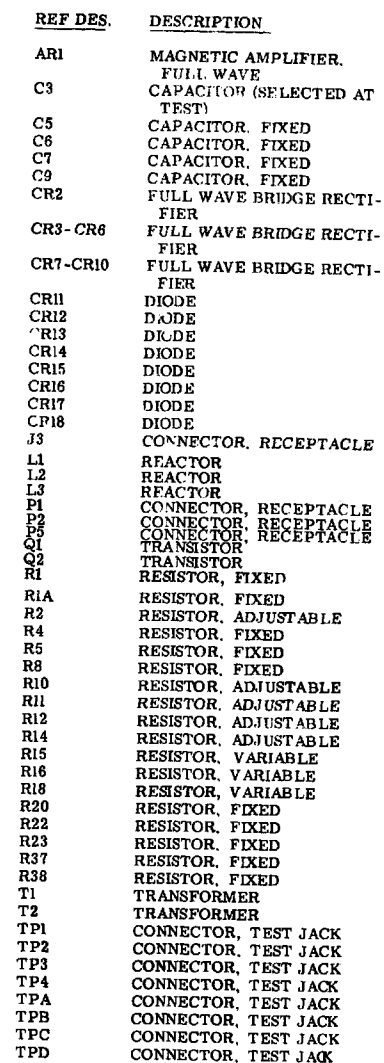 REF DES. DESCRIPTION
AR1 MAGNETIC AMPLIFIER,
FULL WAVE
C3 CAPACITOR (SELECTED AT
TEST)
C5 CAPACITOR, FIXED
C6 CAPACITOR, FIXED
C7 CAPACITOR, FIXED
C9 CAPACITOR, FIXED
CR2 FULL WAVE BRIDGE RECTI-
FIER
CR3-CR6 FULL WAVE BRIDGE RECTI-
FIER
CR7-CR10 FULL WAVE BRIDGE RECTI-
FIER
CR11 DIODE
CR12 DIODE
CR13 DIODE
CR14 DIODE
CR15 DIODE
CR16 DIODE
CR17 DIODE
CR18 DIODE
J3 CONNECTOR, RECEPTACLE
L1 REACTOR
L2 REACTOR
L3 REACTOR
P1 CONNECTOR, RECEPTACLE
P2 CONNECTOR, RECEPTACLE
P5 CONNECTOR, RECEPTACLE
Q1 TRANSISTOR
Q2 TRANSISTOR
R1 RESISTOR, FIXED
R1A RESISTOR, FIXED
R2 RESISTOR, ADJUSTABLE
R4 RESISTOR, FIXED
R5 RESISTOR, FIXED
R8 RESISTOR, FIXED
R10 RESISTOR, ADJUSTABLE
R11 RESISTOR, ADJUSTABLE
R12 RESISTOR, ADJUSTABLE
R14 RESISTOR, ADJUSTABLE
R15 RESISTOR, VARIABLE
R16 RESISTOR, VARIABLE
R18 RESISTOR, VARIABLE
R20 RESISTOR, FIXED
R22 RESISTOR, FIXED
R23 RESISTOR, FIXED
R37 RESISTOR, FIXED
R38 RESISTOR, FIXED
T1 TRANSFORMER
T2 TRANSFORMER
TP1 CONNECTOR, TEST JACK
TP2 CONNECTOR, TEST JACK
TP3 CONNECTOR, TEST JACK
TP4 CONNECTOR, TEST JACK
TPA CONNECTOR, TEST JACK
TPB CONNECTOR, TEST JACK
TPC CONNECTOR, TEST JACK
TPD CONNECTOR, TEST JACK